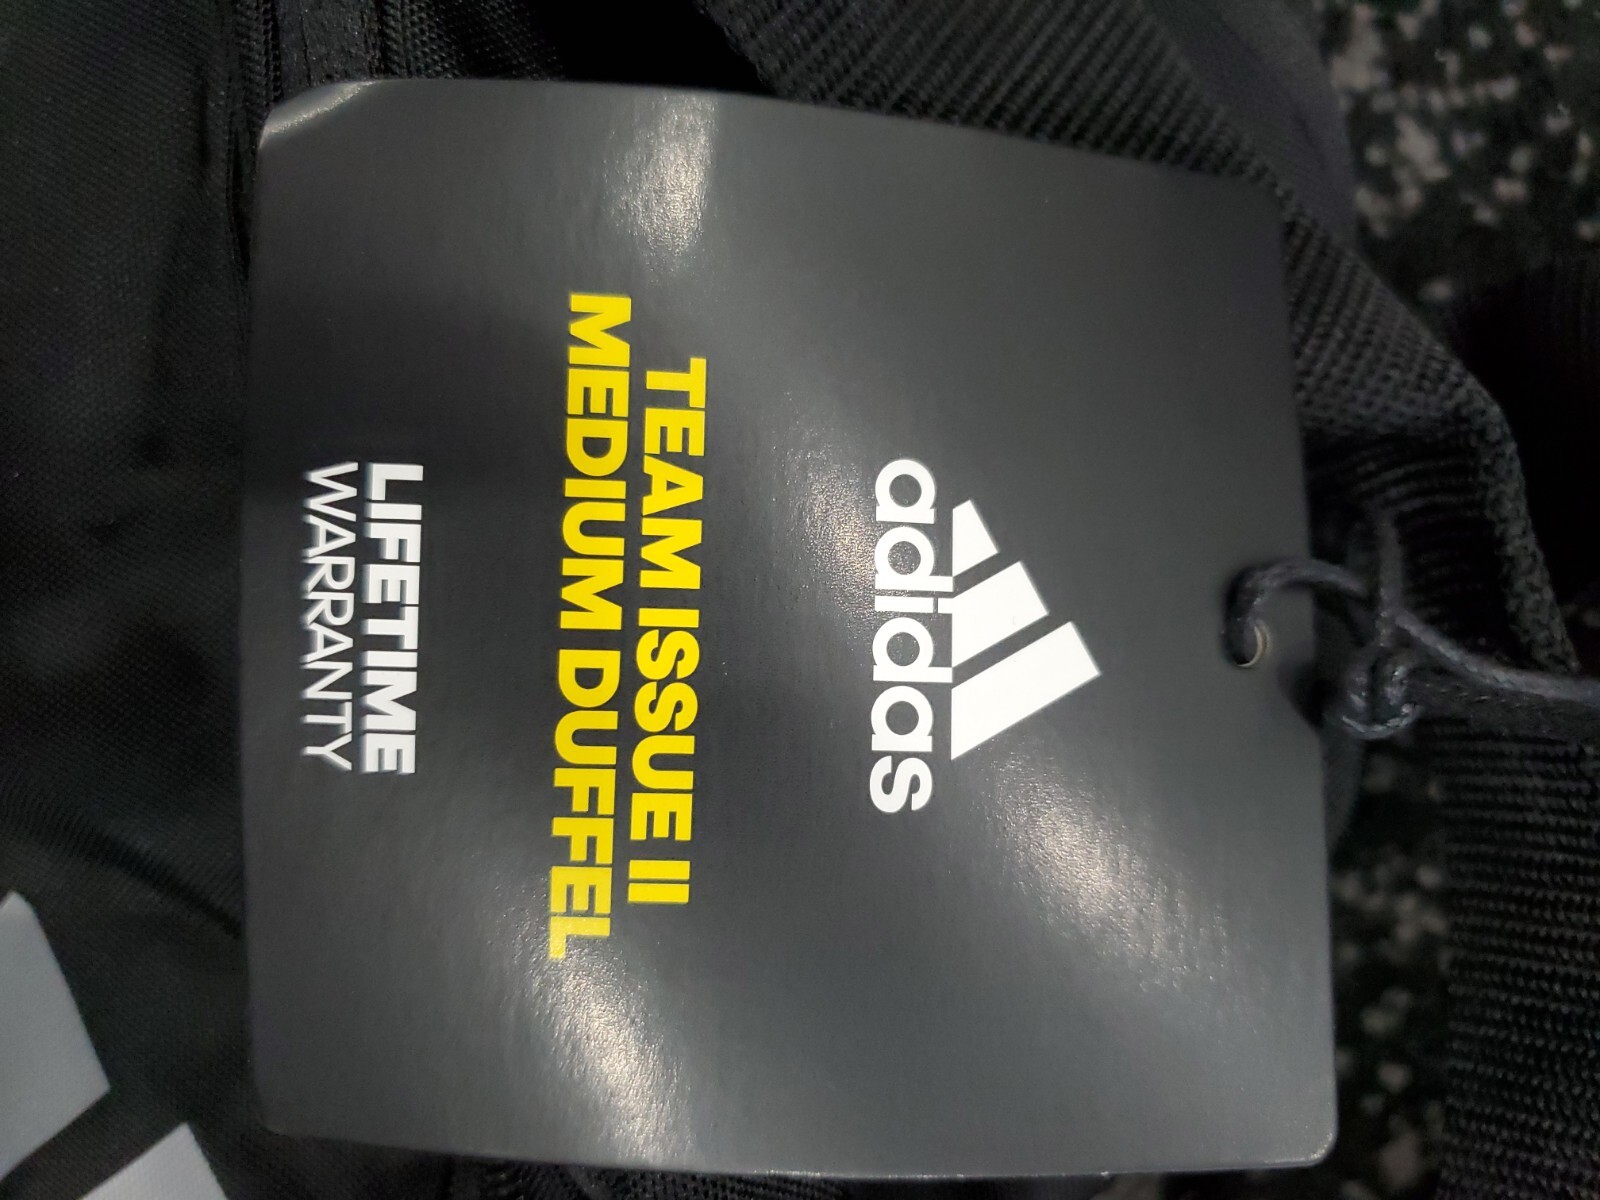 adidas
TEAM ISSUE II
MEDIUM DUFFEL
LIFETIME
WARRANTY